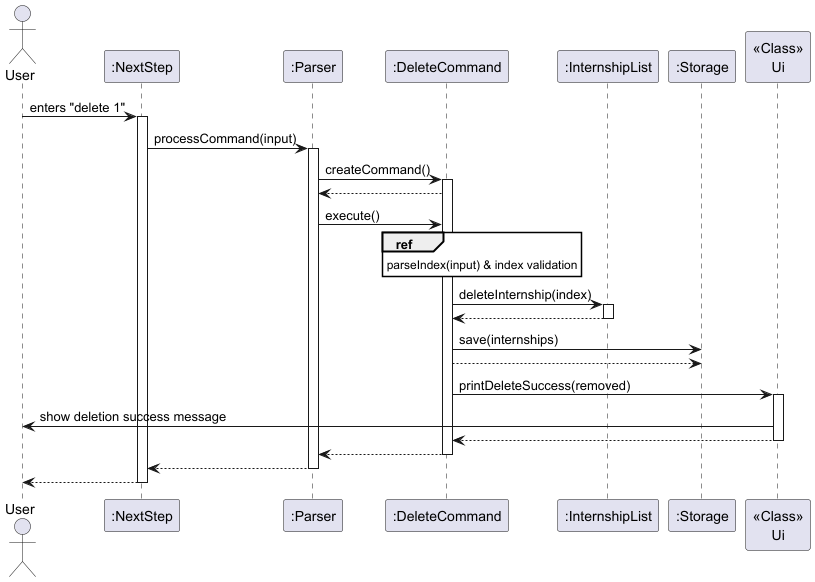 User
:NextStep
:Parser
:DeleteCommand
:InternshipList
:Storage
«Class»
Ui
enters "delete 1"
processCommand(input)
createCommand()
execute()
ref
parseIndex(input) & index validation
deleteInternship(index)
save(internships)
printDeleteSuccess(removed)
show deletion success message
User
:NextStep
:Parser
:DeleteCommand
:InternshipList
:Storage
«Class»
Ui